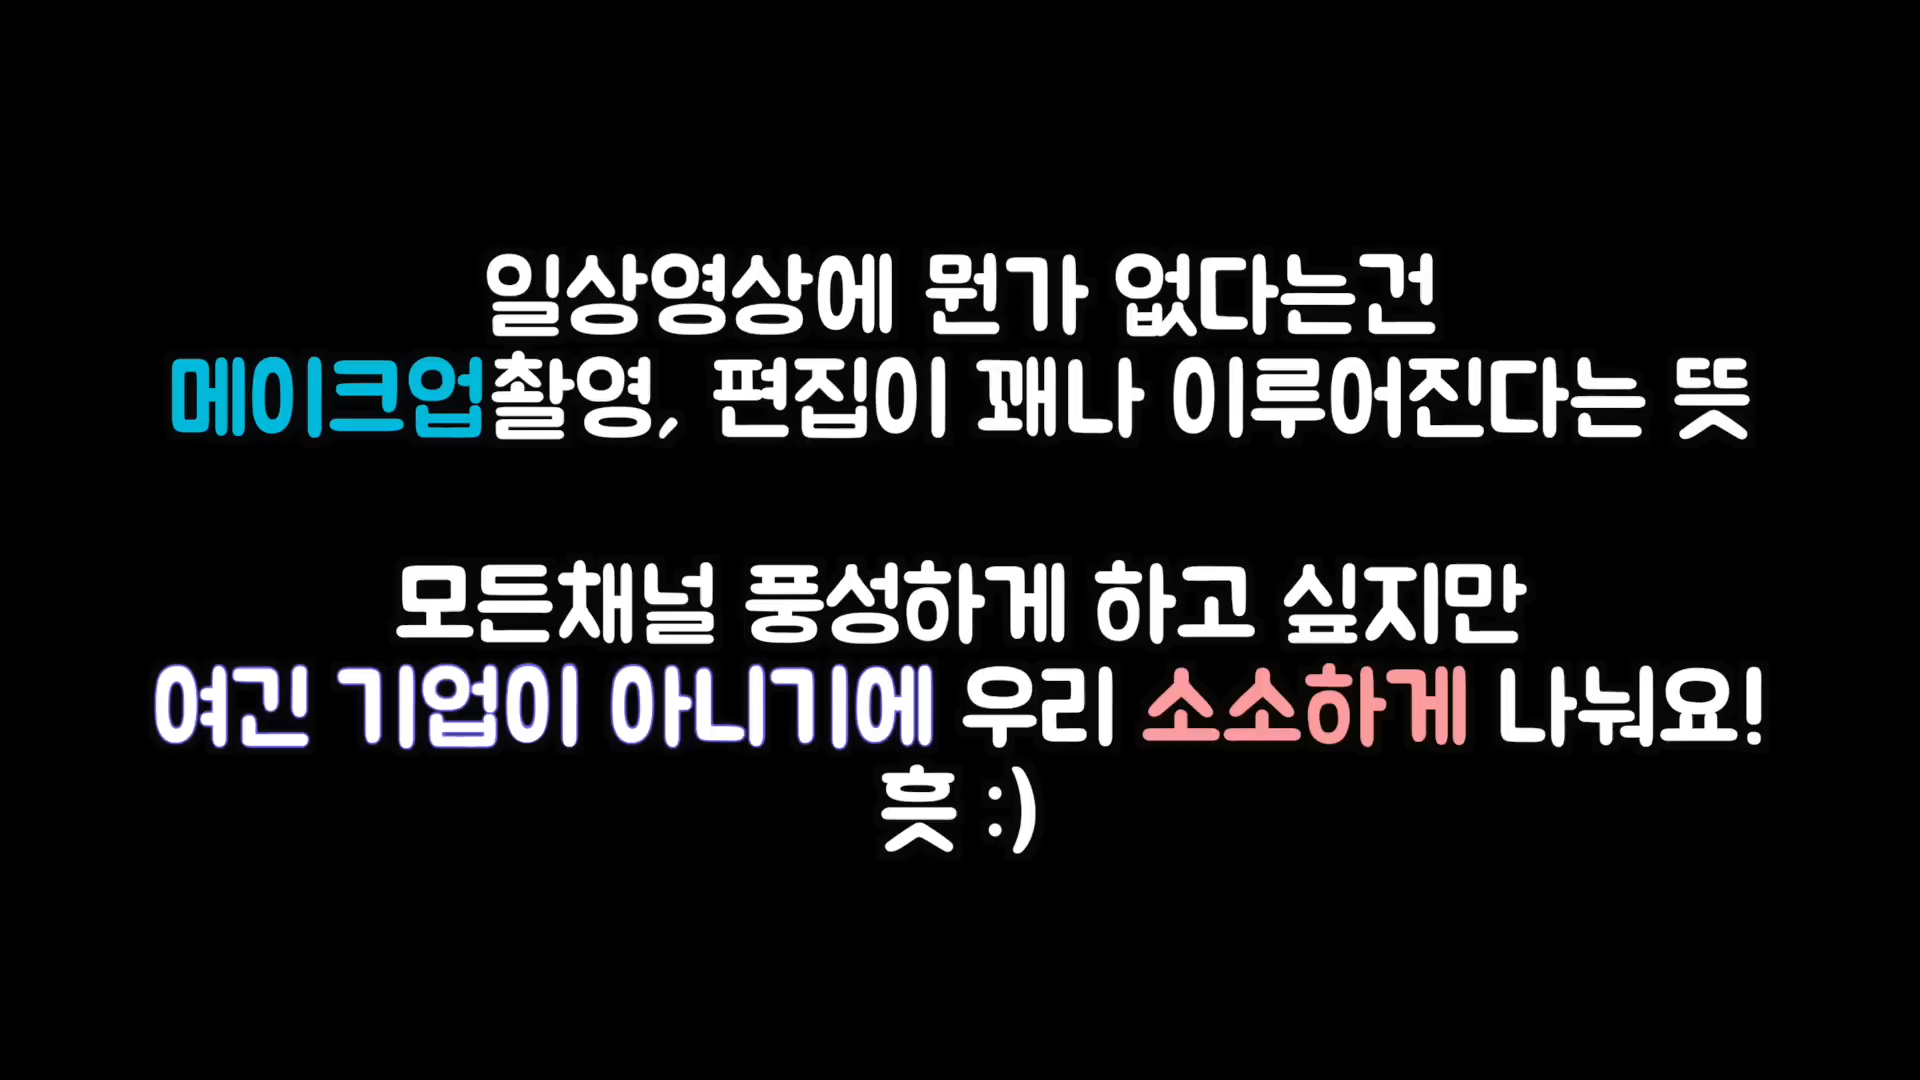 일상영상에 뭔가 없다는건
메이크업촬영, 편집이 꽤나 이루어진다는 뜻
모든채널 풍성하게 하고 싶지만
여긴 기업이 아니기에 우리 소소하게 나눠요!
흣 :)